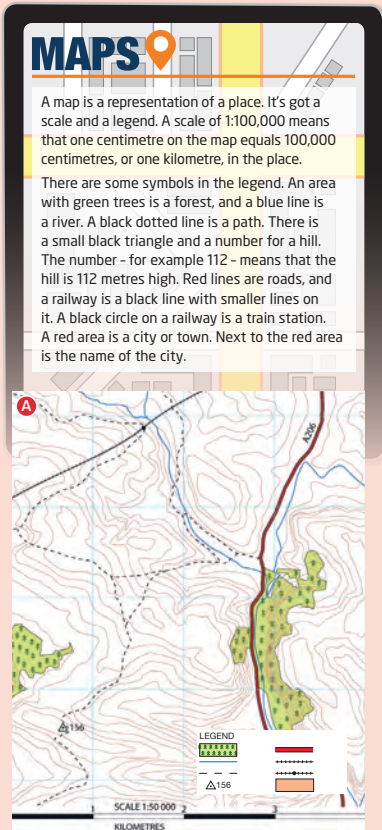 MAPS
A map is a representation of a place. It's got a
scale and a legend. A scale of 1:100,000 means
that one centimetre on the map equals 100,000
centimetres, or one kilometre, in the place.
There are some symbols in the legend. An area
with green trees is a forest, and a blue line is
a river. A black dotted line is a path. There is
a small black triangle and a number for a hill.
The number – for example 112 – means that the
hill is 112 metres high. Red lines are roads, and
a railway is a black line with smaller lines on
it. A black circle on a railway is a train station.
A red area is a city or town. Next to the red area
is the name of the city.
A
A206
156
LEGEND
156
1 2 3
SCALE 1:50 000
KILOMETRES